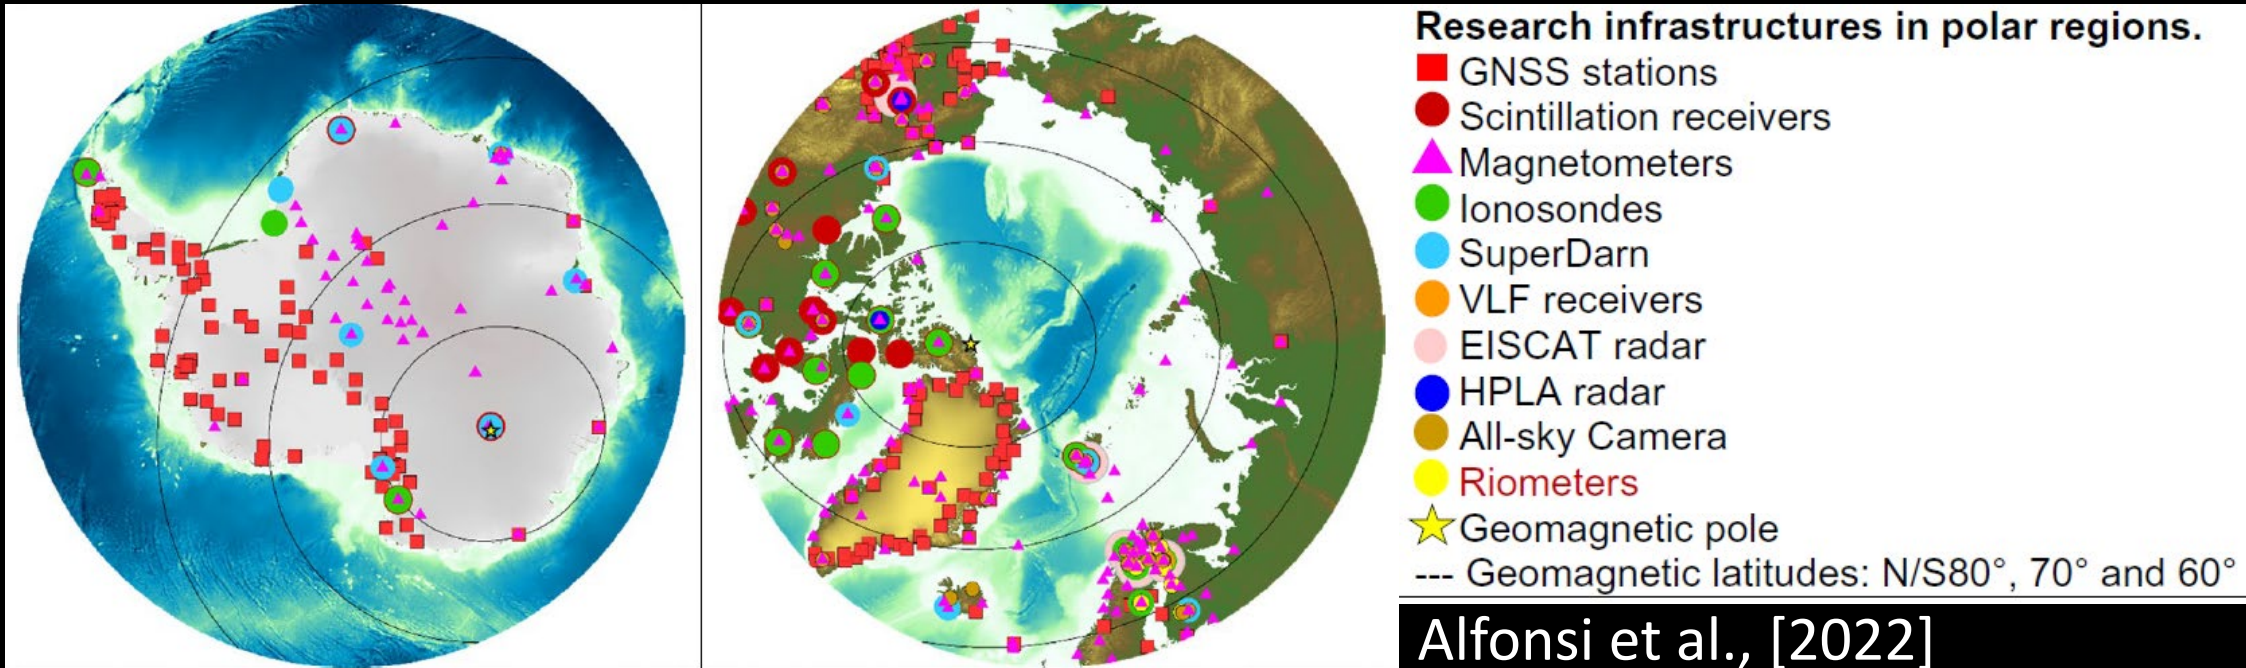 Research infrastructures in polar regions.
GNSS stations
Scintillation receivers
Magnetometers
Ionosondes
SuperDarn
VLF receivers
EISCAT radar
HPLA radar
All-sky Camera
Riometers
Geomagnetic pole
--- Geomagnetic latitudes: N/S80°, 70° and 60°
Alfonsi et al., [2022]